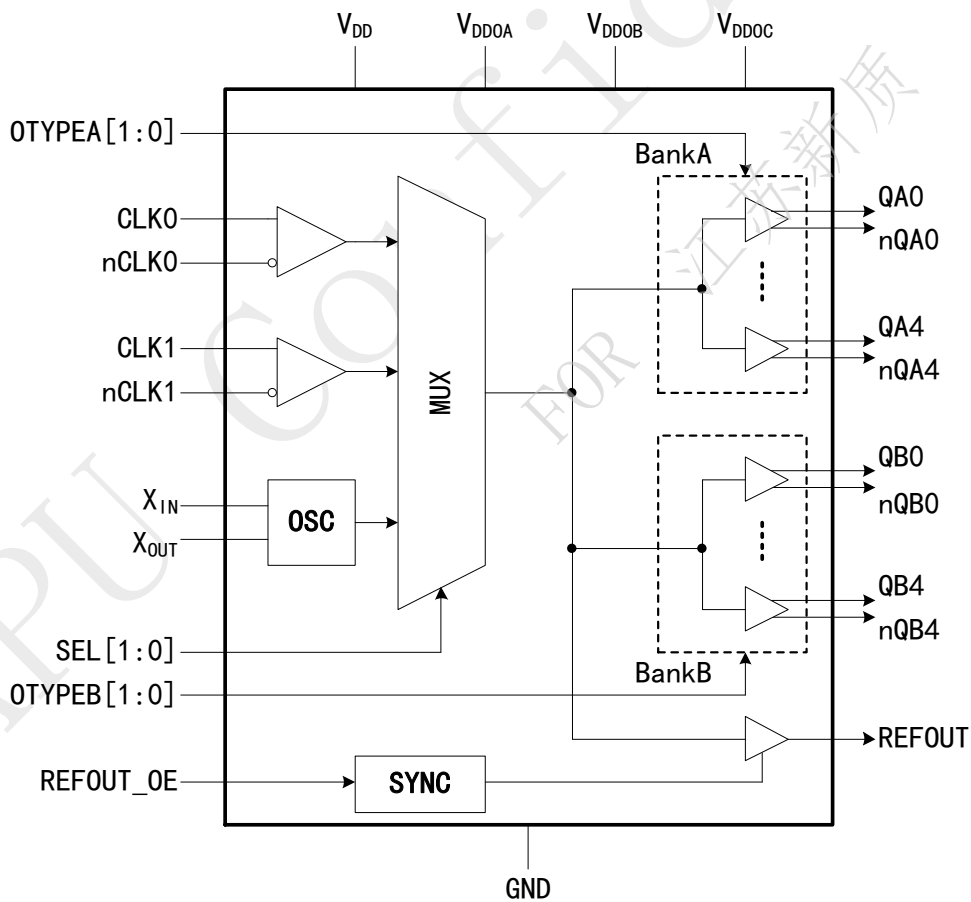 VDD
VDDOA
VDDOB
VDDOC
OTYPEA[1:0]
BankA
CLK0
nCLK0
CLK1
nCLK1
MUX
XIN
XOUT
OSC
SEL[1:0]
OTYPEB[1:0]
REFOUT_OE
SYNC
QA0
nQA0
QA4
nQA4
QB0
nQB0
QB4
nQB4
BankB
REFOUT
GND
FOR 江苏新质